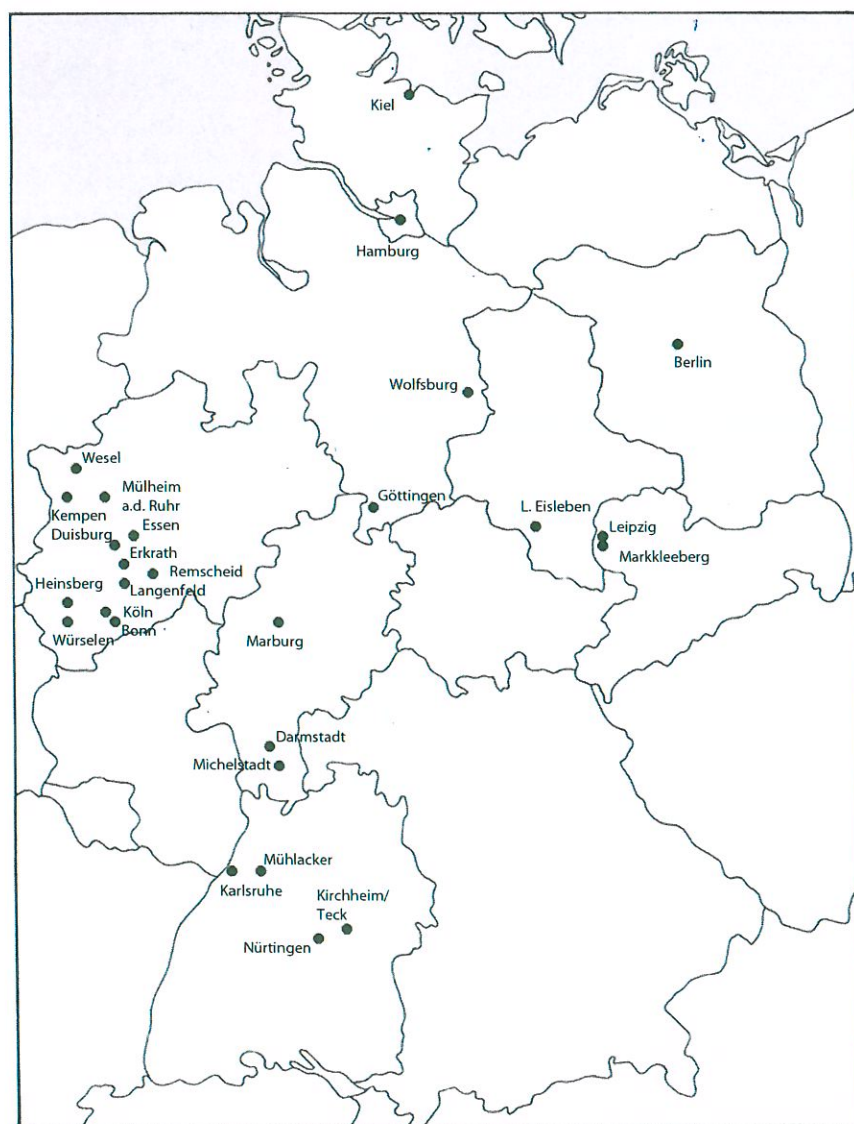 Kiel
Hamburg
Berlin
Wolfsburg
Wesel
Mülheim
a.d. Ruhr
Göttingen
L. Eisleben
Kempen
Essen
Duisburg
Leipzig
Erkrath
Markkleeberg
Heinsberg
Remscheid
Langenfeld
Köln
Würselen
Bonn
Marburg
Darmstadt
Michelstadt
Mühlacker
Karlsruhe
Kirchheim/
Teck
Nürtingen